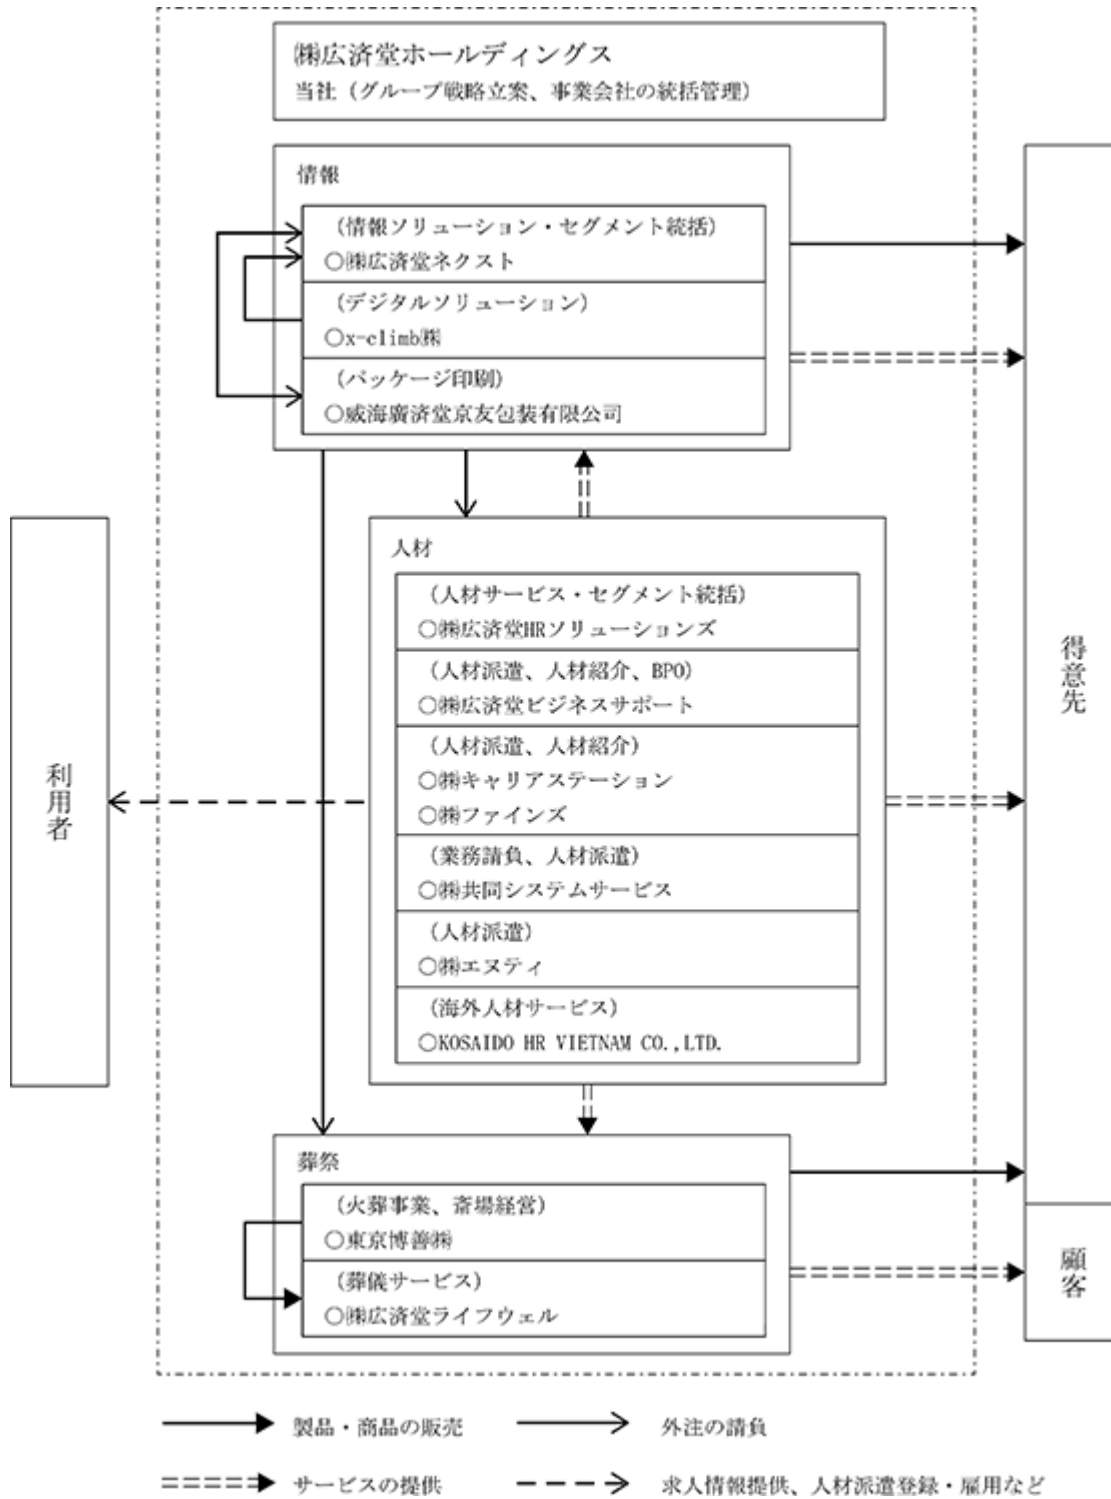 ㈱広済堂ホールディングス
当社（グループ戦略立案、事業会社の統括管理）
情報
（情報ソリューション・セグメント統括）
○㈱広済堂ネクスト
（デジタルソリューション）
○x-climb㈱
（パッケージ印刷）
○威海廣済堂京友包装有限公司
人材
（人材サービス・セグメント統括）
○㈱広済堂HRソリューションズ
（人材派遣、人材紹介、BPO）
○㈱広済堂ビジネスサポート
（人材派遣、人材紹介）
○㈱キャリアステーション
○㈱ファインズ
（業務請負、人材派遣）
○㈱共同システムサービス
（人材派遣）
○㈱エヌティ
（海外人材サービス）
○KOSAIDO HR VIETNAM CO.,LTD.
利用者
得意先
葬祭
（火葬事業、斎場経営）
○東京博善㈱
（葬儀サービス）
○㈱広済堂ライフウェル
顧客
製品・商品の販売
外注の請負
サービスの提供
求人情報提供、人材派遣登録・雇用など